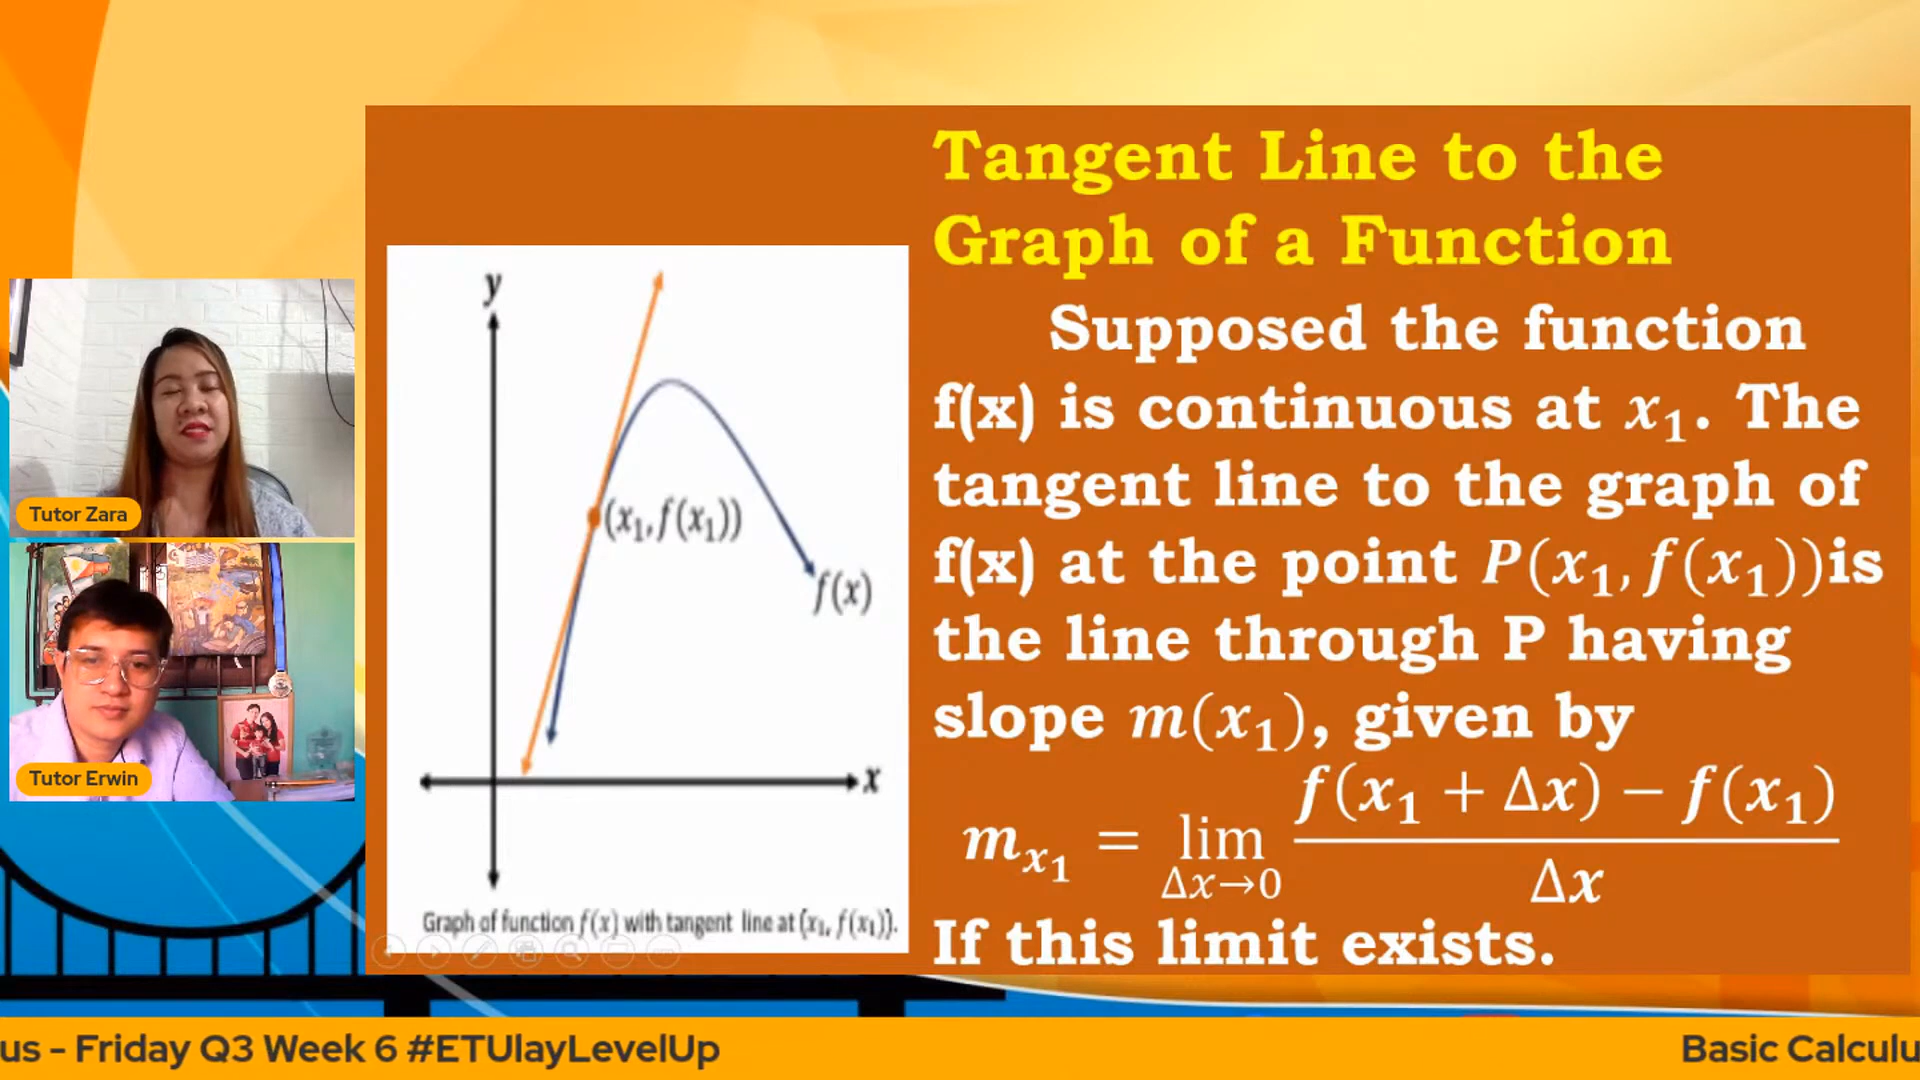 Tangent Line to the
Graph of a Function
Supposed the function
f(x) is continuous at x₁. The
tangent line to the graph of
f(x) at the point P(x₁, f(x₁))is
the line through P having
slope m(x₁), given by
mₓ₁ = lim Δx→0 f(x₁ + Δx) − f(x₁) / Δx
If this limit exists.
y
(x₁, f(x₁))
f(x)
x
Graph of function f(x) with tangent line at (x₁, f(x₁)).
Tutor Zara
Tutor Erwin
us - Friday Q3 Week 6 #ETUlayLevelUp
Basic Calculu